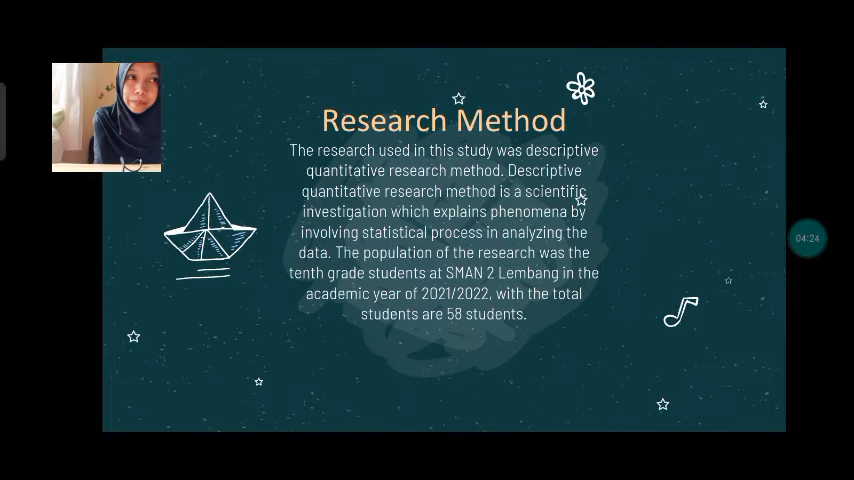 Research Method
The research used in this study was descriptive
quantitative research method. Descriptive
quantitative research method is a scientific
investigation which explains phenomena by
involving statistical process in analyzing the
data. The population of the research was the
tenth grade students at SMAN 2 Lembang in the
academic year of 2021/2022, with the total
students are 58 students.
04:24